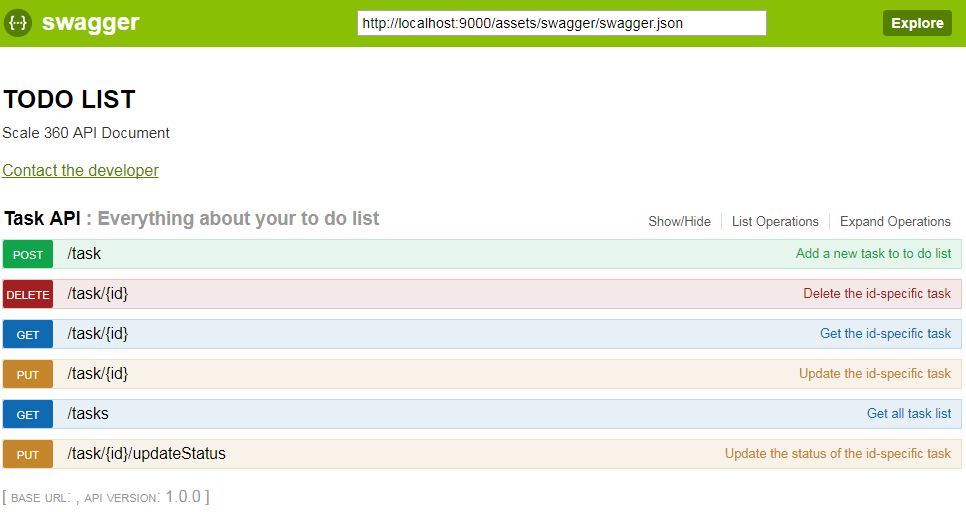 {···} swagger http://localhost:9000/assets/swagger/swagger.json Explore
TODO LIST
Scale 360 API Document
Contact the developer
Task API : Everything about your to do list Show/Hide List Operations Expand Operations
POST /task Add a new task to to do list
DELETE /task/{id} Delete the id-specific task
GET /task/{id} Get the id-specific task
PUT /task/{id} Update the id-specific task
GET /tasks Get all task list
PUT /task/{id}/updateStatus Update the status of the id-specific task
[ BASE URL: , API VERSION: 1.0.0 ]